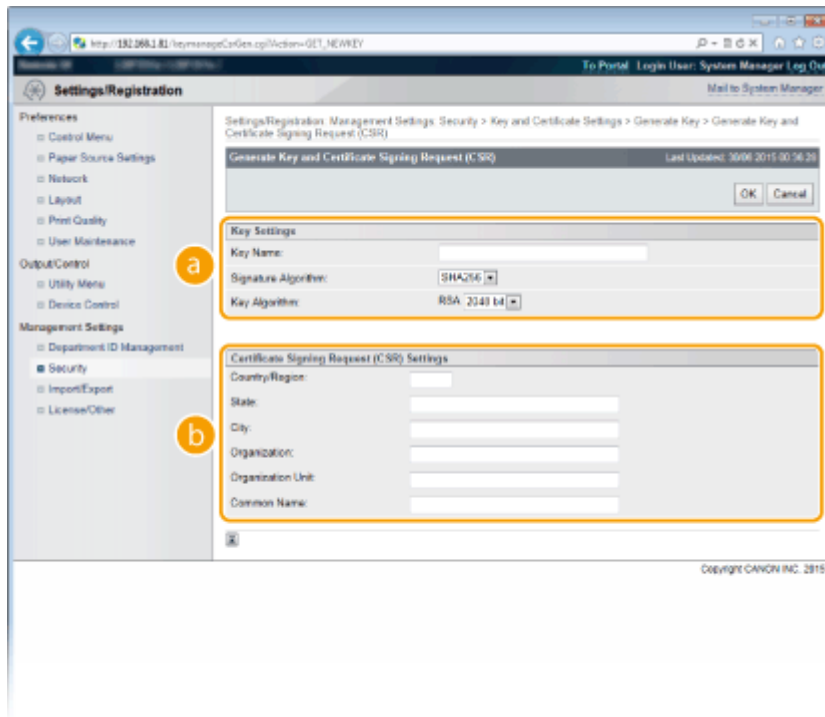 http://192.168.1.81/keymanageCsrGen.cgi?Action=GET_NEWKEY
To Portal Login User: System Manager Log Ou
Settings/Registration
Mail to System Manager
Preferences
Control Menu
Paper Source Settings
Network
Layout
Print Quality
User Maintenance
Output/Control
Utility Menu
Device Control
Management Settings
Department ID Management
Security
Import/Export
License/Other
Settings/Registration: Management Settings: Security > Key and Certificate Settings > Generate Key > Generate Key and
Certificate Signing Request (CSR)
Generate Key and Certificate Signing Request (CSR)
Last Updated: 30/06 2015 00:56:26
OK Cancel
a
Key Settings
Key Name:
Signature Algorithm: SHA256
Key Algorithm: RSA 2048 bit
b
Certificate Signing Request (CSR) Settings
Country/Region:
State:
City:
Organization:
Organization Unit:
Common Name:
Copyright CANON INC. 2015